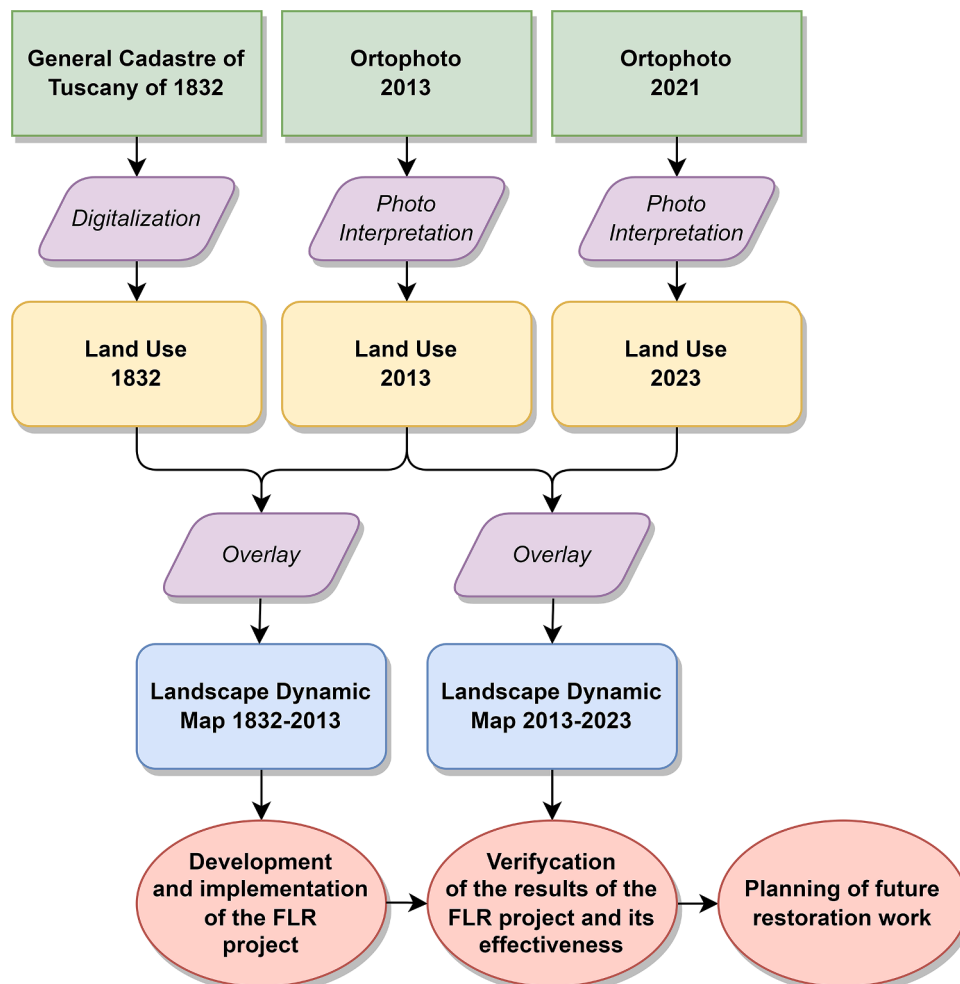 General Cadastre of
Tuscany of 1832
Ortophoto
2013
Ortophoto
2021
Digitalization
Photo
Interpretation
Photo
Interpretation
Land Use
1832
Land Use
2013
Land Use
2023
Overlay
Overlay
Landscape Dynamic
Map 1832-2013
Landscape Dynamic
Map 2013-2023
Development
and implementation
of the FLR
project
Verifycation
of the results of the
FLR project and its
effectiveness
Planning of future
restoration work